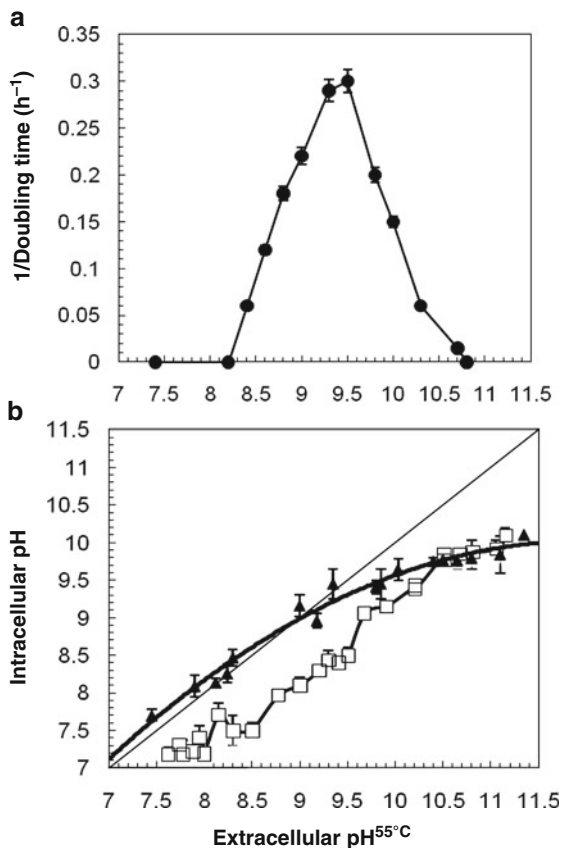 a
0.35
0.3
0.25
0.2
0.15
0.1
0.05
0
1/Doubling time (h⁻¹)
7 7.5 8 8.5 9 9.5 10 10.5 11 11.5
b
11.5
11
10.5
10
9.5
9
8.5
8
7.5
7
Intracellular pH
7 7.5 8 8.5 9 9.5 10 10.5 11 11.5
Extracellular pH⁵⁵°ᶜ